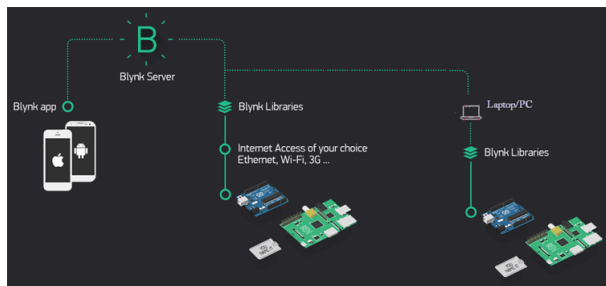 B
Blynk Server
Blynk app
Blynk Libraries
Internet Access of your choice
Ethernet, Wi-Fi, 3G ...
Laptop/PC
Blynk Libraries